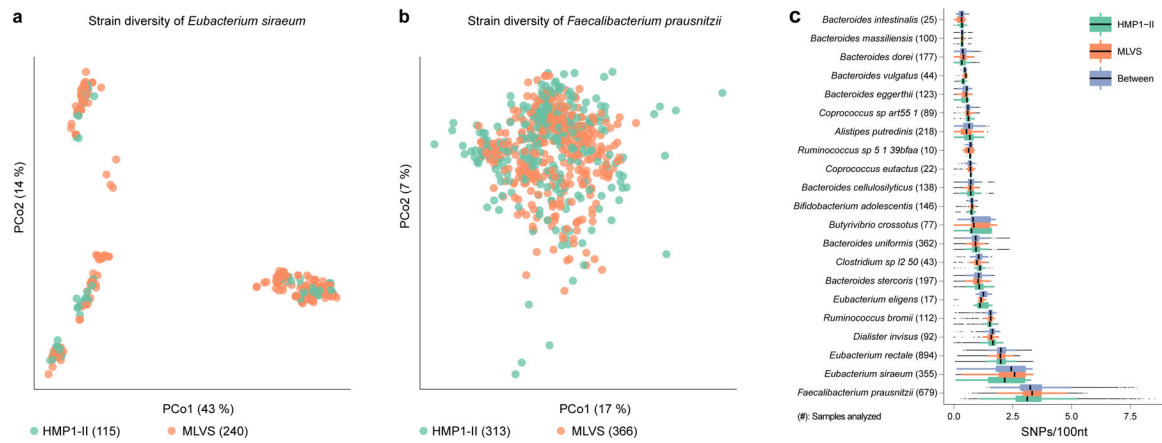 a
Strain diversity of Eubacterium siraeum
PCo2 (14 %)
PCo1 (43 %)
HMP1-II (115)
MLVS (240)
b
Strain diversity of Faecalibacterium prausnitzii
PCo2 (7 %)
PCo1 (17 %)
HMP1-II (313)
MLVS (366)
c
Bacteroides intestinalis (25)
Bacteroides massiliensis (100)
Bacteroides dorei (177)
Bacteroides vulgatus (44)
Bacteroides eggerthii (123)
Coprococcus sp art55 1 (89)
Alistipes putredinis (218)
Ruminococcus sp 5 1 39bfaa (10)
Coprococcus eutactus (22)
Bacteroides cellulosilyticus (138)
Bifidobacterium adolescentis (146)
Butyrivibrio crossotus (77)
Bacteroides uniformis (362)
Clostridium sp l2 50 (43)
Bacteroides stercoris (197)
Eubacterium eligens (17)
Ruminococcus bromii (112)
Dialister invisus (92)
Eubacterium rectale (894)
Eubacterium siraeum (355)
Faecalibacterium prausnitzii (679)
HMP1-II
MLVS
Between
(#): Samples analyzed
0.0 2.5 5.0 7.5
SNPs/100nt